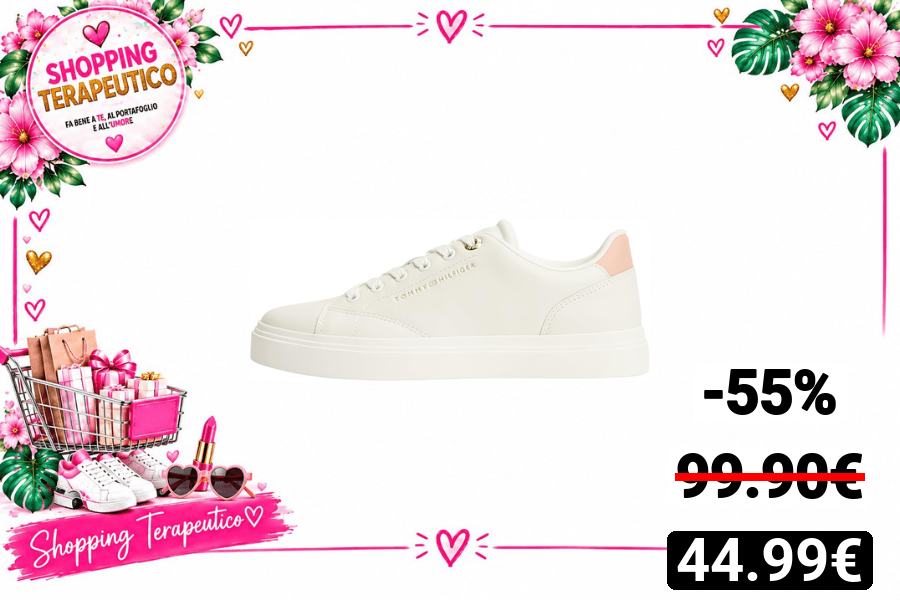 SHOPPING
TERAPEUTICO
FA BENE A TE, AL PORTAFOGLIO
E ALL'UMORE
TOMMY HILFIGER
-55%
99.90€
44.99€
Shopping Terapeutico